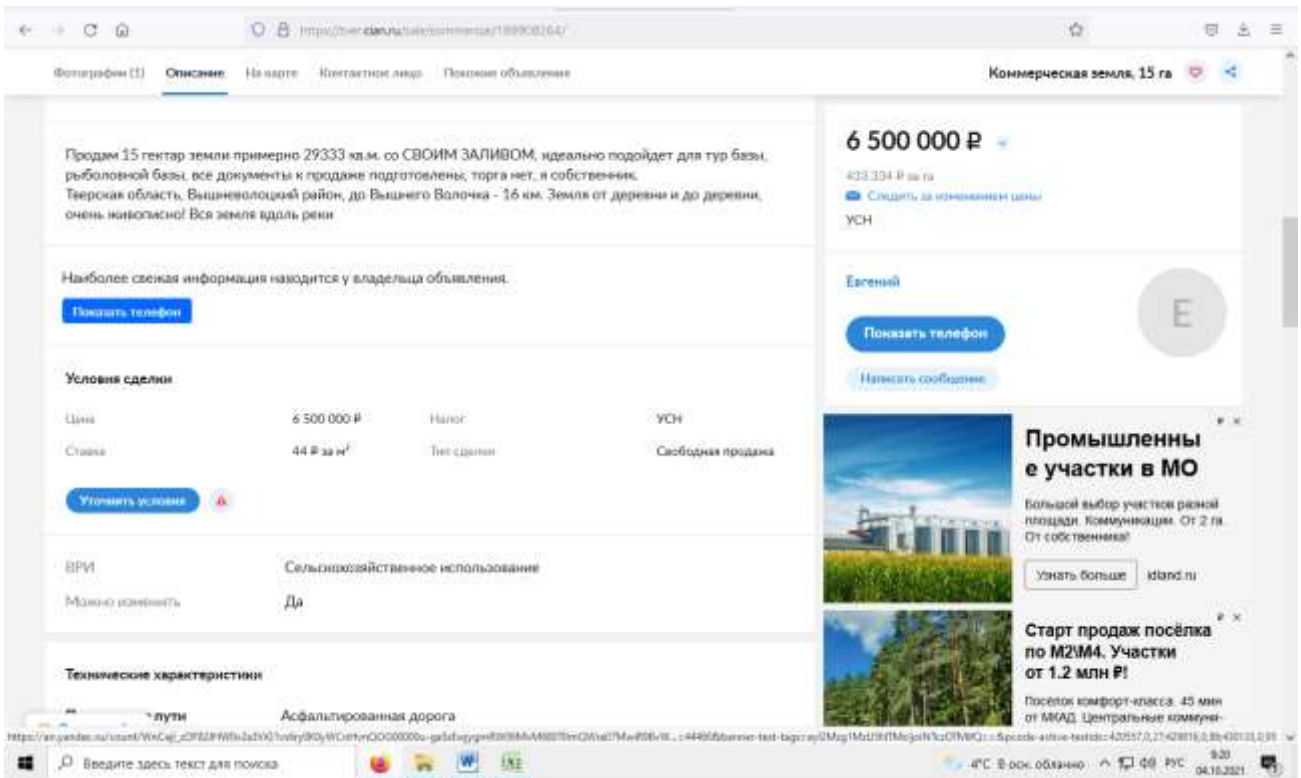 https://tver.cian.ru/sale/commercial/
Фотографии (1) Описание На карте Контактное лицо Похожие объявления
Коммерческая земля, 15 га
Продам 15 гектар земли примерно 29333 кв.м. со СВОИМ ЗАЛИВОМ, идеально подойдет для тур базы,
рыболовной базы, все документы к продаже подготовлены, торга нет, я собственник.
Тверская область, Вышневолоцкий район, до Вышнего Волочка - 16 км. Земля от деревни и до деревни,
очень живописно! Вся земля вдоль реки
Наиболее свежая информация находится у владельца объявления.
Показать телефон
Условия сделки
Цена 6 500 000 ₽ Налог УСН
Ставка 44 ₽ за м² Тип сделки Свободная продажа
Уточнить условия
ВРИ Сельскохозяйственное использование
Можно изменить Да
Технические характеристики
пути Асфальтированная дорога
6 500 000 ₽
433 334 ₽ за га
Следить за изменением цены
УСН
Евгений
E
Показать телефон
Написать сообщение
Промышленны
е участки в МО
Большой выбор участков разной
площади. Коммуникации. От 2 га.
От собственника!
Узнать больше idland.ru
Старт продаж посёлка
по М2\М4. Участки
от 1.2 млн ₽!
Посёлок комфорт-класса. 45 мин
от МКАД. Центральные коммуни-
Введите здесь текст для поиска
4°C В осн. облачно РУС 9:20
04.10.2021